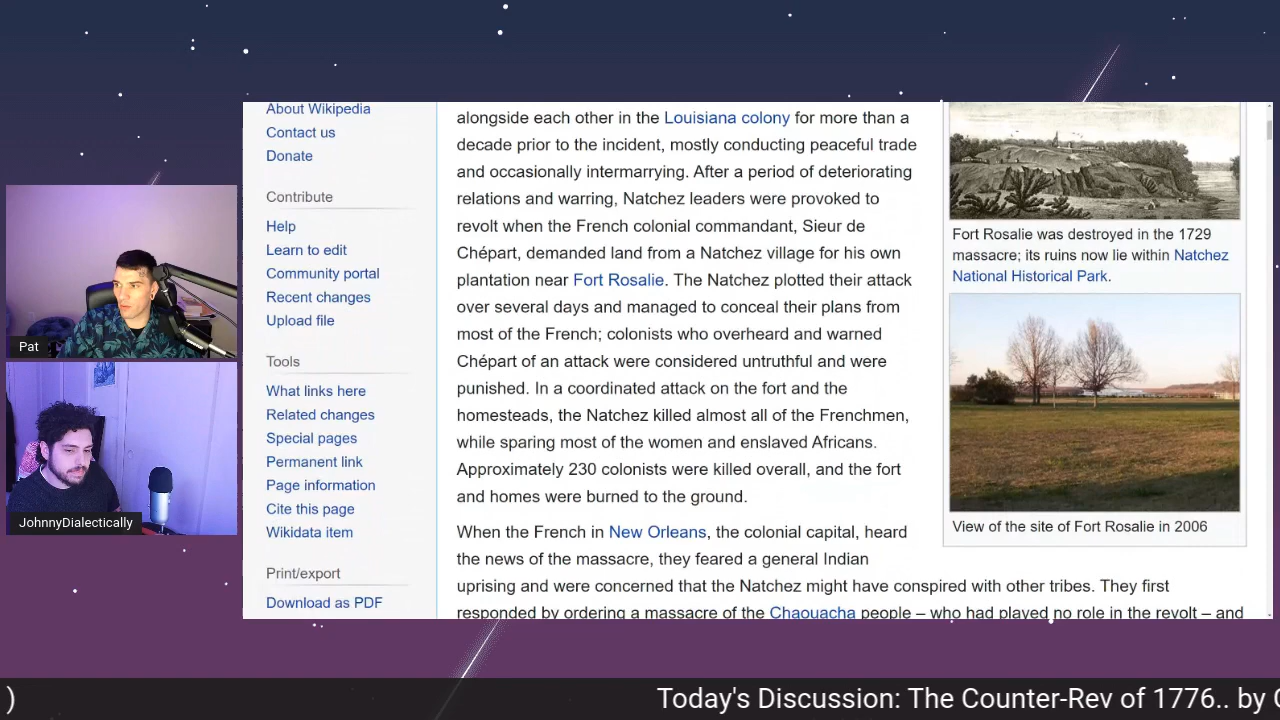 About Wikipedia
Contact us
Donate
Contribute
Help
Learn to edit
Community portal
Recent changes
Upload file
Tools
What links here
Related changes
Special pages
Permanent link
Page information
Cite this page
Wikidata item
Print/export
Download as PDF
alongside each other in the Louisiana colony for more than a
decade prior to the incident, mostly conducting peaceful trade
and occasionally intermarrying. After a period of deteriorating
relations and warring, Natchez leaders were provoked to
revolt when the French colonial commandant, Sieur de
Chépart, demanded land from a Natchez village for his own
plantation near Fort Rosalie. The Natchez plotted their attack
over several days and managed to conceal their plans from
most of the French; colonists who overheard and warned
Chépart of an attack were considered untruthful and were
punished. In a coordinated attack on the fort and the
homesteads, the Natchez killed almost all of the Frenchmen,
while sparing most of the women and enslaved Africans.
Approximately 230 colonists were killed overall, and the fort
and homes were burned to the ground.
When the French in New Orleans, the colonial capital, heard
the news of the massacre, they feared a general Indian
uprising and were concerned that the Natchez might have conspired with other tribes. They first
responded by ordering a massacre of the Chaouacha people – who had played no role in the revolt – and
Fort Rosalie was destroyed in the 1729
massacre; its ruins now lie within Natchez
National Historical Park.
View of the site of Fort Rosalie in 2006
Pat
JohnnyDialectically
) Today's Discussion: The Counter-Rev of 1776.. by